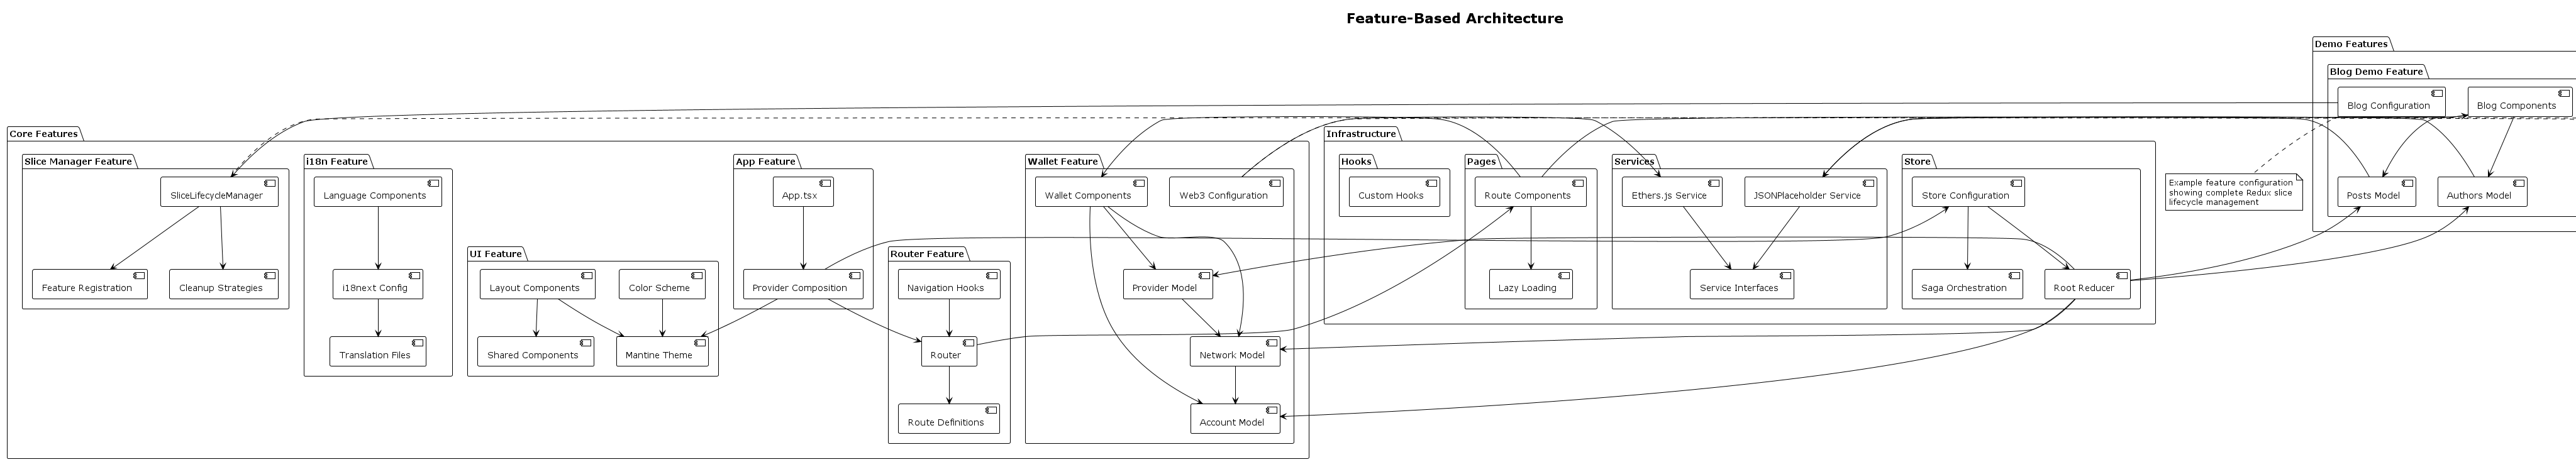 Feature-Based Architecture
Demo Features
Blog Demo Feature
Blog Configuration
Blog Components
Core Features
Infrastructure
Slice Manager Feature
i18n Feature
App Feature
Wallet Feature
Hooks
Pages
Services
Store
SliceLifecycleManager
Language Components
App.tsx
Wallet Components
Web3 Configuration
Custom Hooks
Route Components
Ethers.js Service
JSONPlaceholder Service
Store Configuration
Example feature configuration
showing complete Redux slice
lifecycle management
Posts Model
Authors Model
UI Feature
Router Feature
Feature Registration
Cleanup Strategies
i18next Config
Layout Components
Color Scheme
Provider Composition
Navigation Hooks
Provider Model
Lazy Loading
Service Interfaces
Saga Orchestration
Root Reducer
Translation Files
Shared Components
Mantine Theme
Router
Network Model
Route Definitions
Account Model